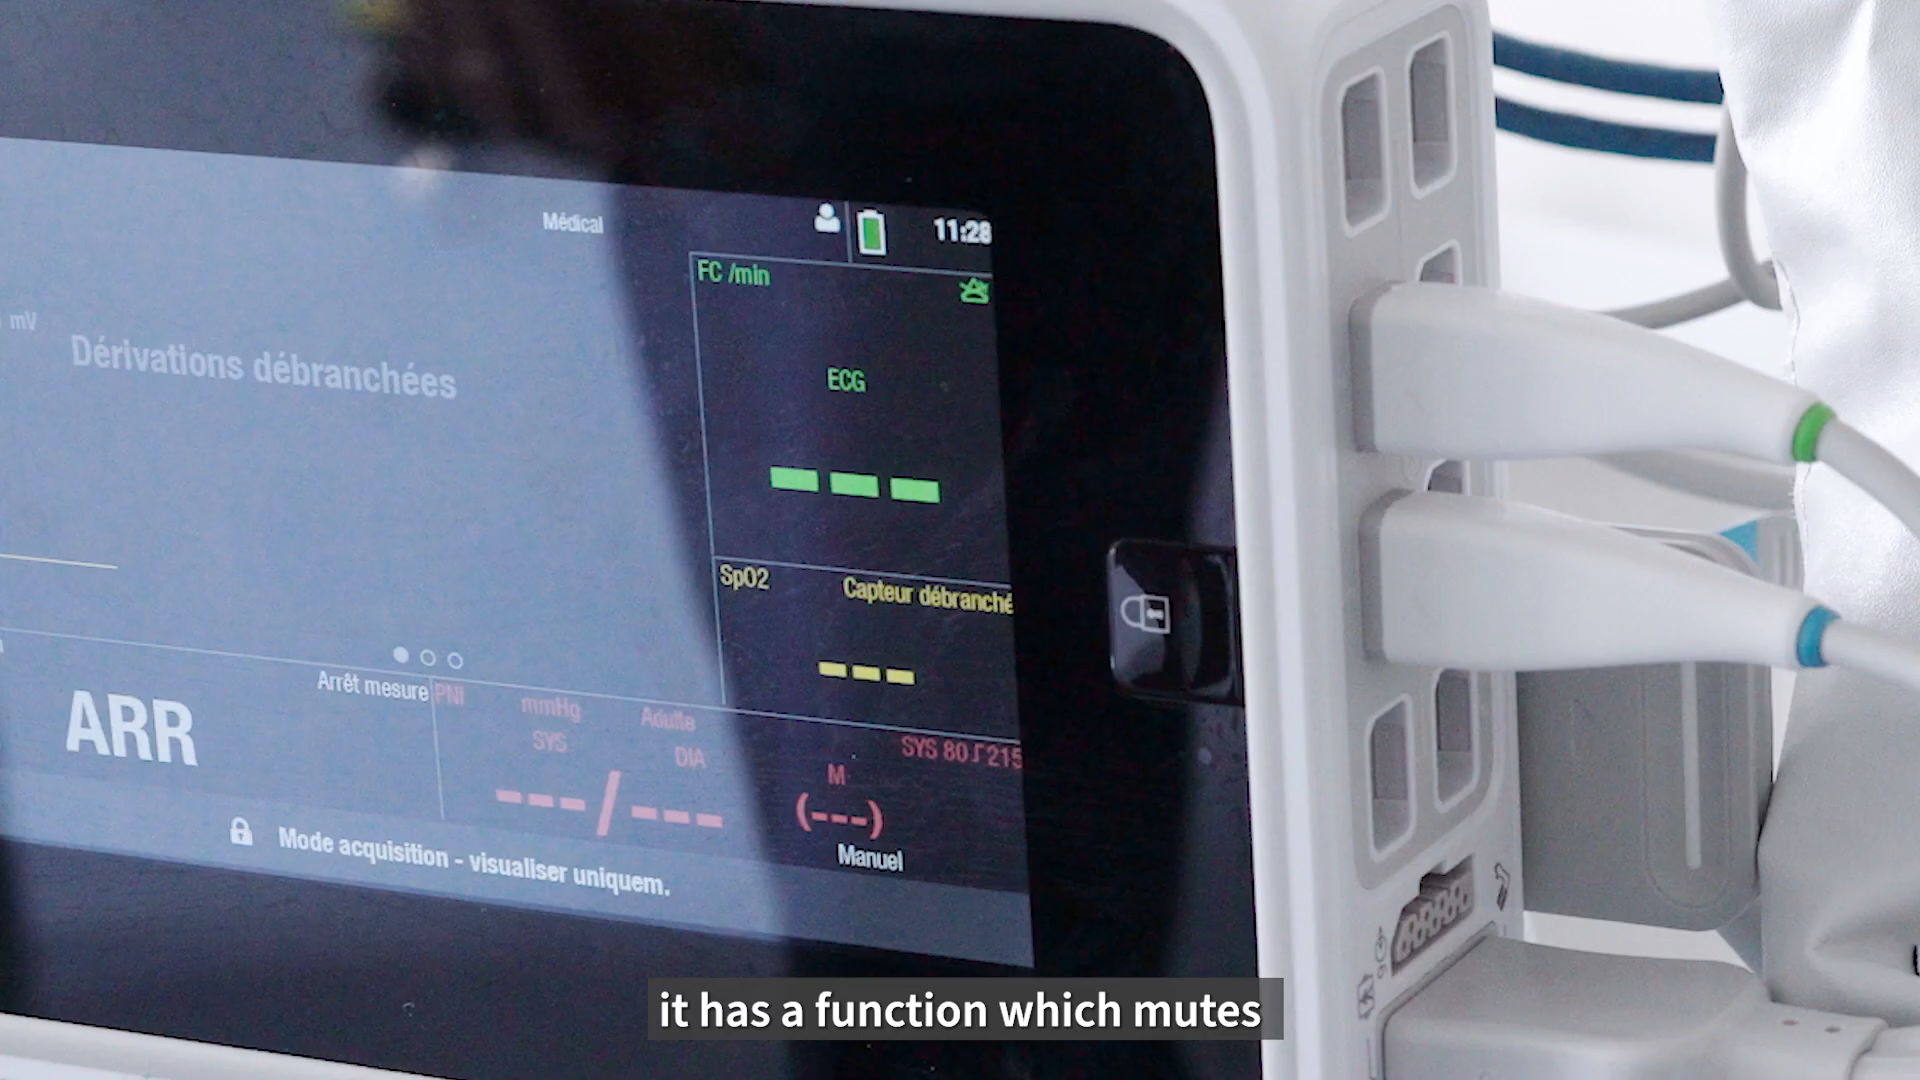 Médical
11:28
FC /min
mV
Dérivations débranchées
ECG
SpO2
Capteur débranché
Arrêt mesure
PNI
mmHg
Adulte
SYS
DIA
SYS 80 215
M
ARR
---/---
(---)
Manuel
Mode acquisition - visualiser uniquem.
it has a function which mutes